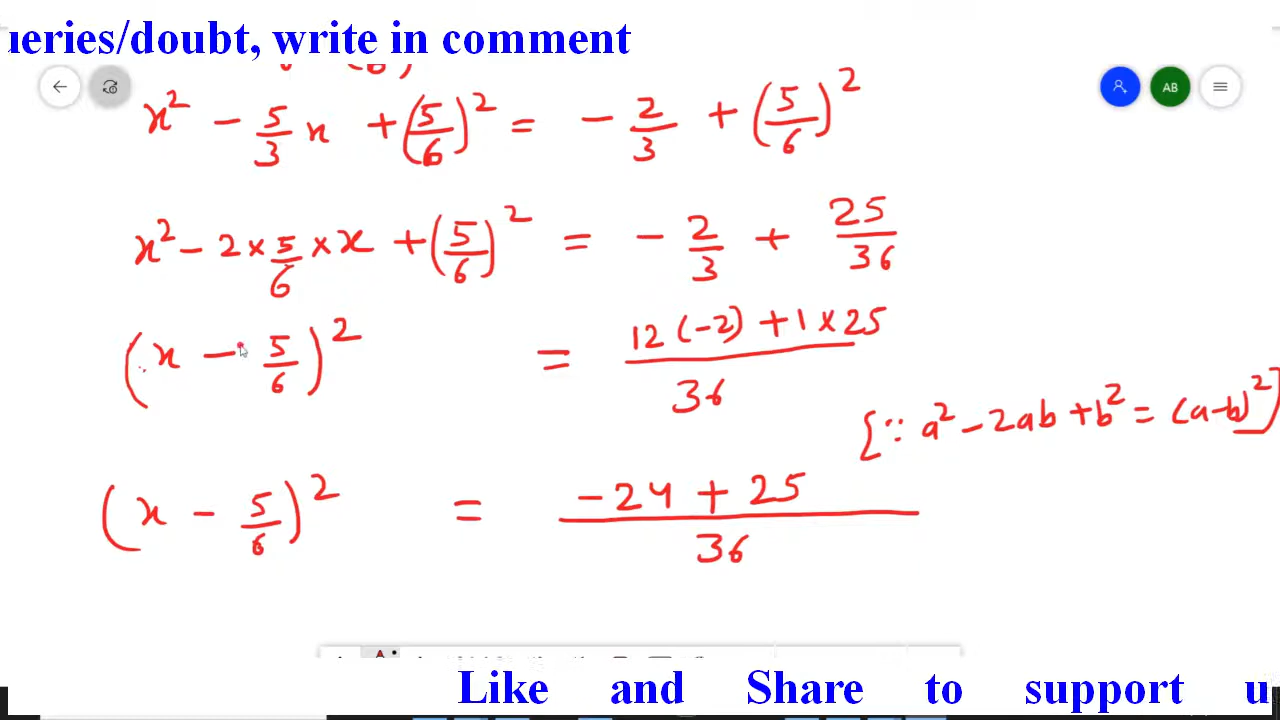 ueries/doubt, write in comment
AB
x² - 5/3 x + (5/6)² = - 2/3 + (5/6)²
x² - 2 × 5/6 × x + (5/6)² = - 2/3 + 25/36
(x - 5/6)² = 12(-2) + 1 × 25 / 36
[∵ a² - 2ab + b² = (a-b)²]
(x - 5/6)² = -24 + 25 / 36
Like and Share to support u